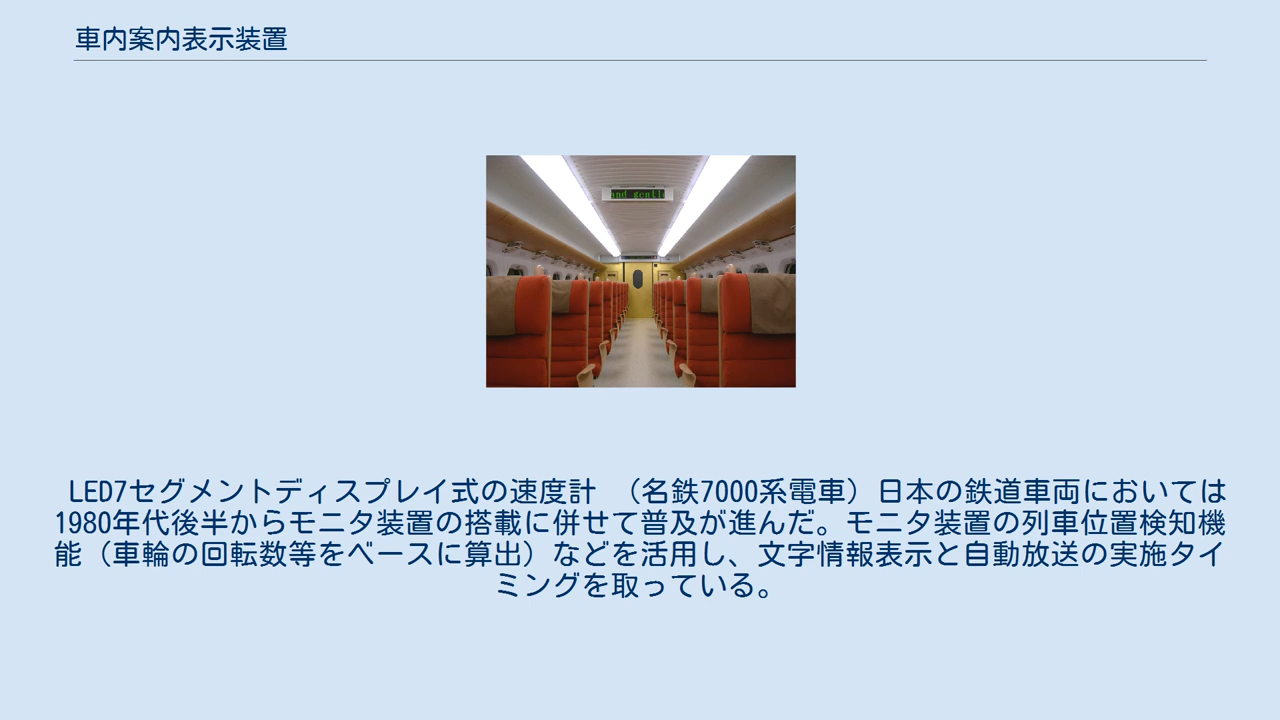 車内案内表示装置
and gentl
LED7セグメントディスプレイ式の速度計 （名鉄7000系電車）日本の鉄道車両においては
1980年代後半からモニタ装置の搭載に併せて普及が進んだ。モニタ装置の列車位置検知機
能（車輪の回転数等をベースに算出）などを活用し、文字情報表示と自動放送の実施タイ
ミングを取っている。